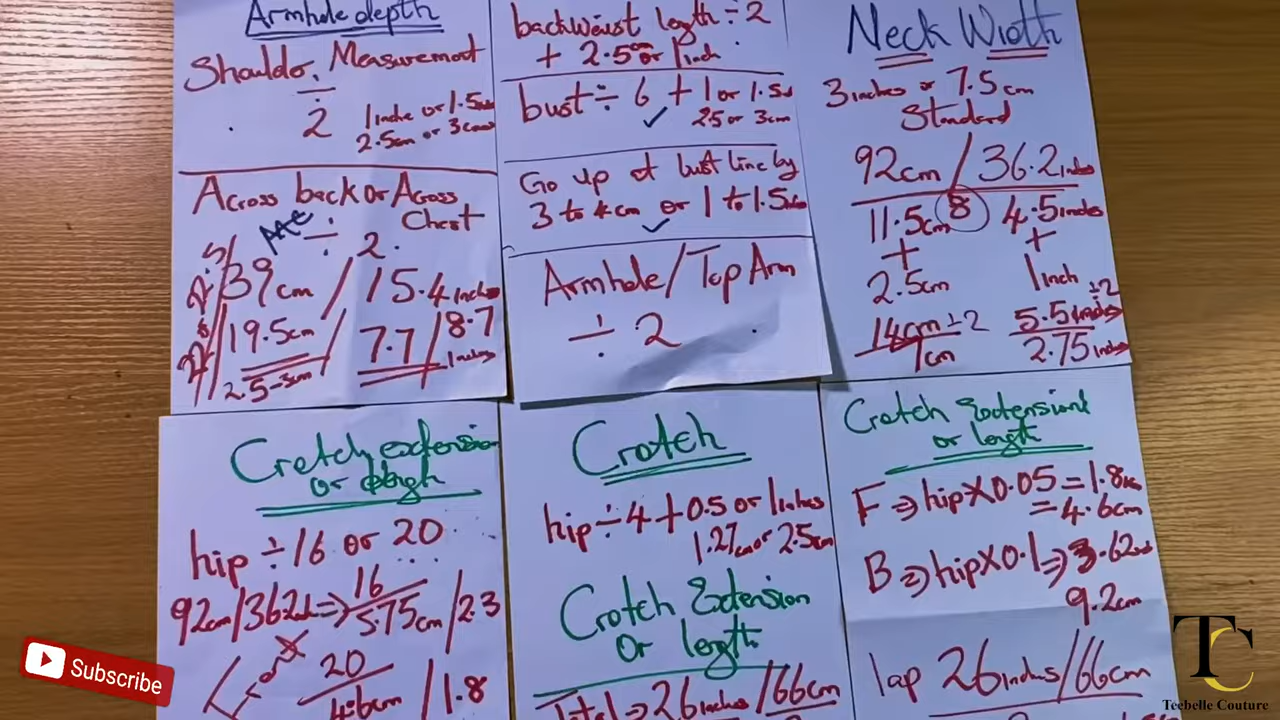 Armhole depth
Shoulder Measurement
÷
2
1 inch or 1.5
2.5cm or 3cm
Across back or Across
Chest
÷ 2
39cm / 15.4 inches
19.5cm / 7.7 / 8.7
inches
2.5-3cm
backwaist length ÷ 2
+ 2.5cm or 1 inch
bust ÷ 6 + 1 or 1.5
2.5 or 3cm
Go up at bust line by
3 to 4cm or 1 to 1.5
Armhole/Top Arm
÷ 2
Neck Width
3 inches or 7.5cm
Standard
92cm / 36.2 inches
8
11.5cm 4.5 inches
+ +
2.5cm 1 inch
14cm ÷ 2 5.5 inches ÷2
7cm 2.75 inches
Crotch extension
or
hip ÷ 16 or 20
92cm/362 => 16
5.75cm / 2.3
20
4.6cm / 1.8
Crotch
hip ÷ 4 + 0.5 or 1 inches
1.27cm or 2.5cm
Crotch Extension
or length
Total => 26 inches / 66cm
Crotch Extension
or length
F => hip X 0.05 = 1.8
= 4.6cm
B => hip X 0.1 => 3.62
9.2cm
lap 26 inches / 66cm
Subscribe
TC
Teebelle Couture